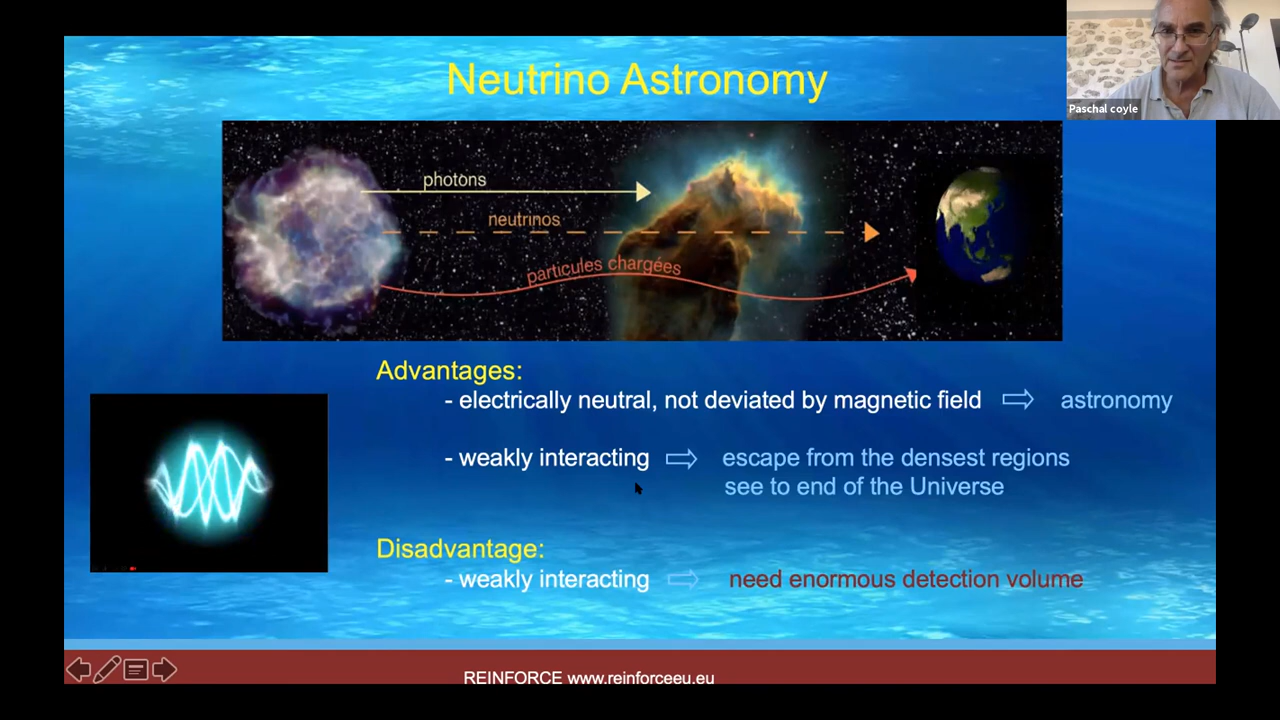 Neutrino Astronomy
Paschal coyle
photons
neutrinos
particules chargées
Advantages:
- electrically neutral, not deviated by magnetic field ⇨ astronomy
- weakly interacting ⇨ escape from the densest regions
see to end of the Universe
Disadvantage:
- weakly interacting ⇨ need enormous detection volume
REINFORCE www.reinforceeu.eu